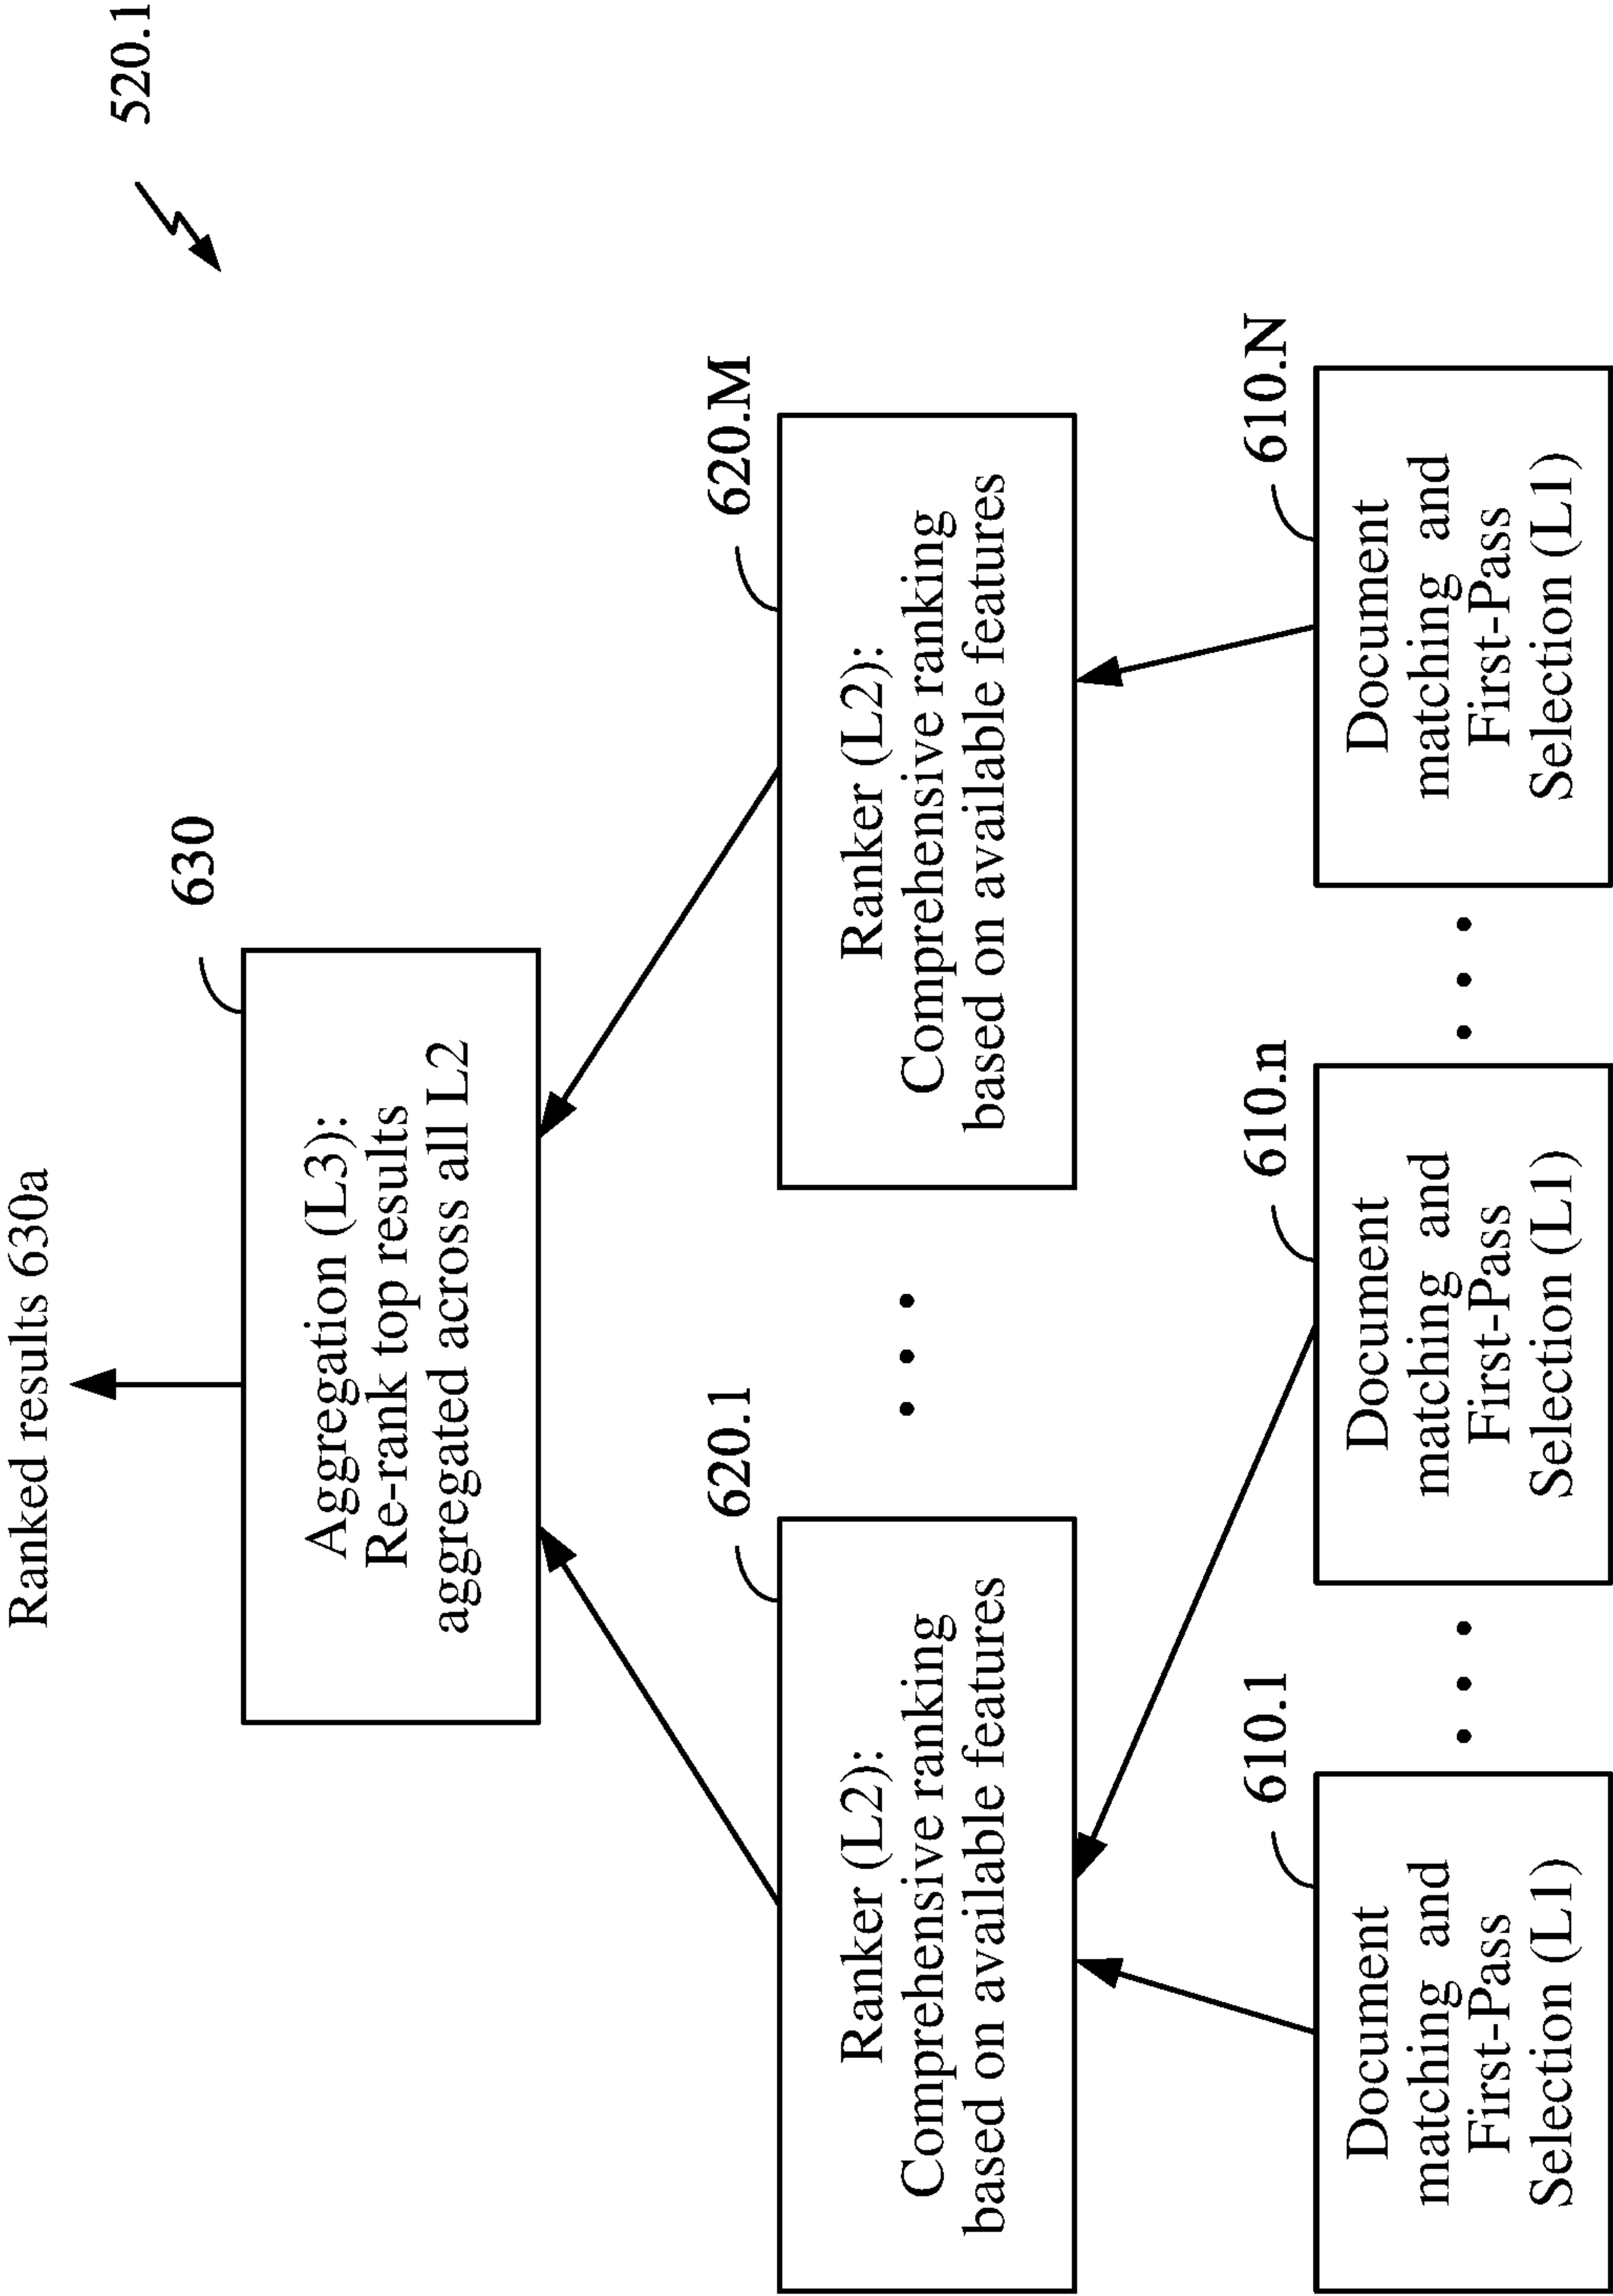 520.1
Ranked results 630a
630
Aggregation (L3):
Re-rank top results
aggregated across all L2
620.1
Ranker (L2):
Comprehensive ranking
based on available features
620.M
Ranker (L2):
Comprehensive ranking
based on available features
610.1
Document
matching and
First-Pass
Selection (L1)
610.n
Document
matching and
First-Pass
Selection (L1)
610.N
Document
matching and
First-Pass
Selection (L1)